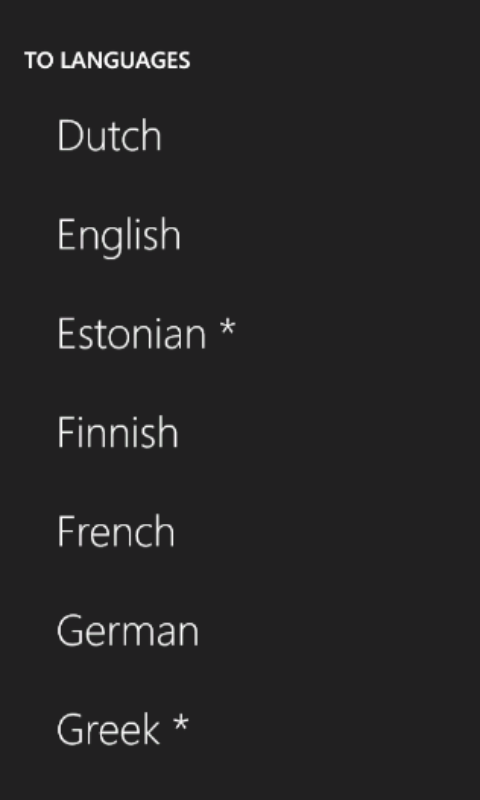 TO LANGUAGES
Dutch
English
Estonian *
Finnish
French
German
Greek *